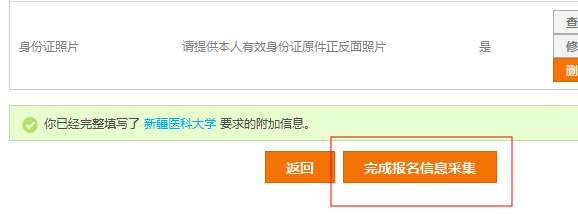 查
身份证照片 请提供本人有效身份证原件正反面照片 是 修
删
你已经完整填写了 新疆医科大学 要求的附加信息。
返回 完成报名信息采集